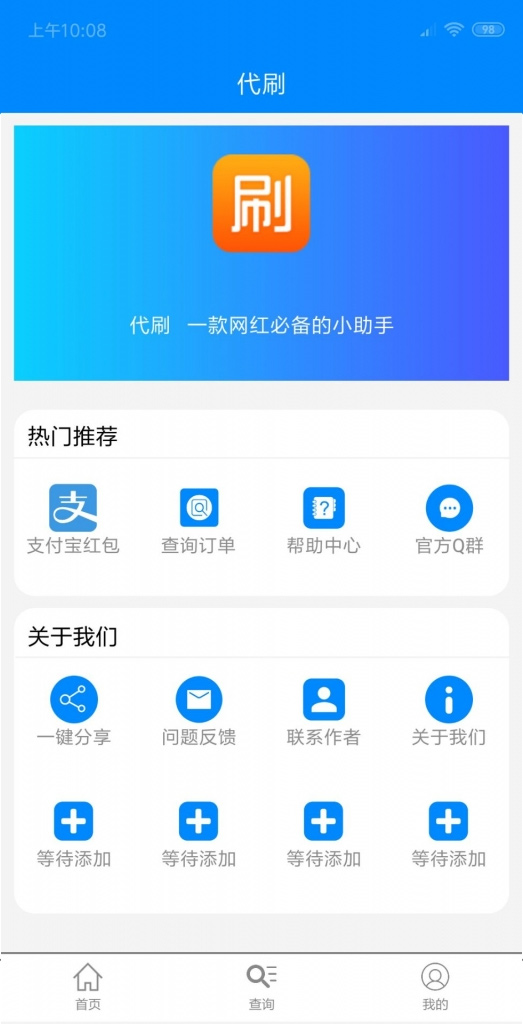 上午10:08
98
代刷
刷
代刷 一款网红必备的小助手
热门推荐
支
支付宝红包 查询订单 帮助中心 官方Q群
关于我们
一键分享 问题反馈 联系作者 关于我们
等待添加 等待添加 等待添加 等待添加
首页 查询 我的